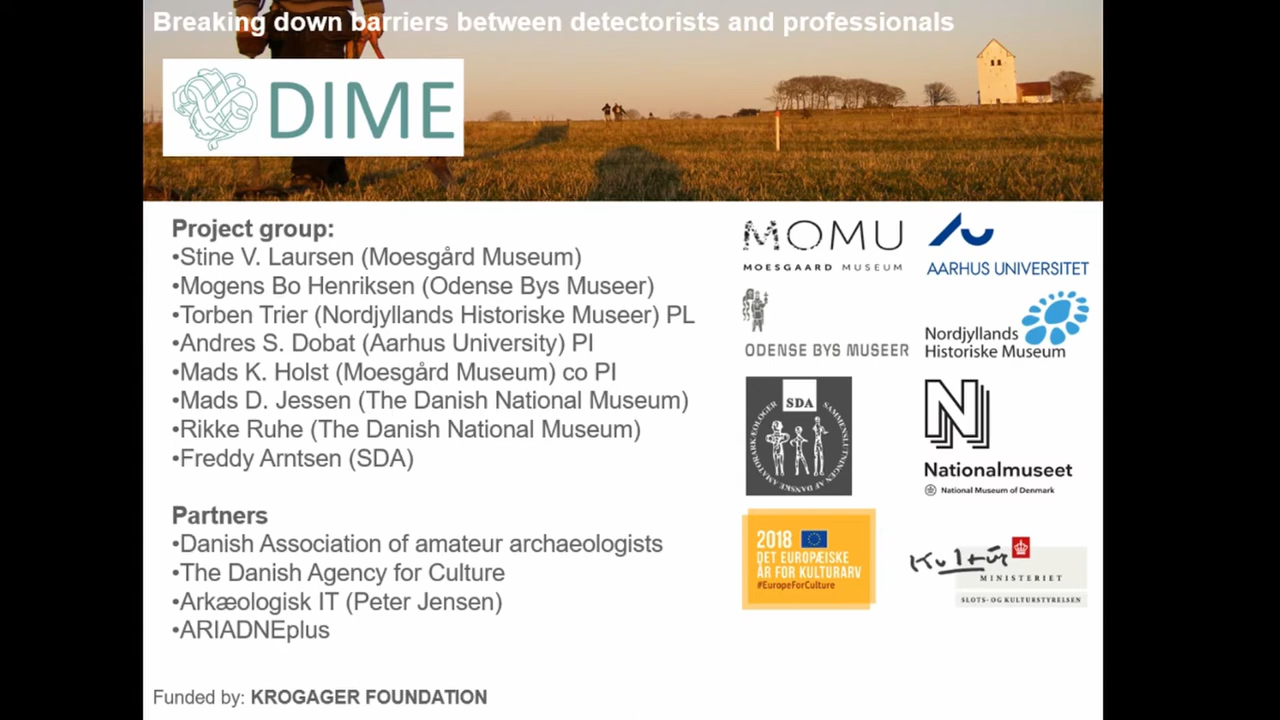 Breaking down barriers between detectorists and professionals
DIME
Project group:
•Stine V. Laursen (Moesgård Museum)
•Mogens Bo Henriksen (Odense Bys Museer)
•Torben Trier (Nordjyllands Historiske Museer) PL
•Andres S. Dobat (Aarhus University) PI
•Mads K. Holst (Moesgård Museum) co PI
•Mads D. Jessen (The Danish National Museum)
•Rikke Ruhe (The Danish National Museum)
•Freddy Arntsen (SDA)
Partners
•Danish Association of amateur archaeologists
•The Danish Agency for Culture
•Arkæologisk IT (Peter Jensen)
•ARIADNEplus
Funded by: KROGAGER FOUNDATION
MOMU
MOESGAARD MUSEUM
AARHUS UNIVERSITET
ODENSE BYS MUSEER
Nordjyllands
Historiske Museum
SDA
SAMMENSLUTNINGEN AF DANSKE AMATØRARKÆOLOGER
N
Nationalmuseet
National Museum of Denmark
2018
DET EUROPÆISKE
ÅR FOR KULTURARV
#EuropeForCulture
Kultur
MINISTERIET
SLOTS- OG KULTURSTYRELSEN